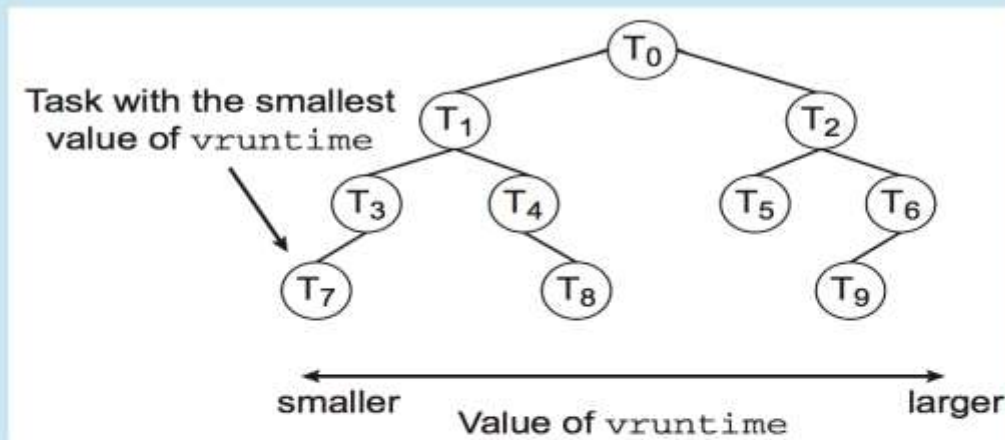 T0
Task with the smallest
value of vruntime
T1
T2
T3
T4
T5
T6
T7
T8
T9
smaller
larger
Value of vruntime